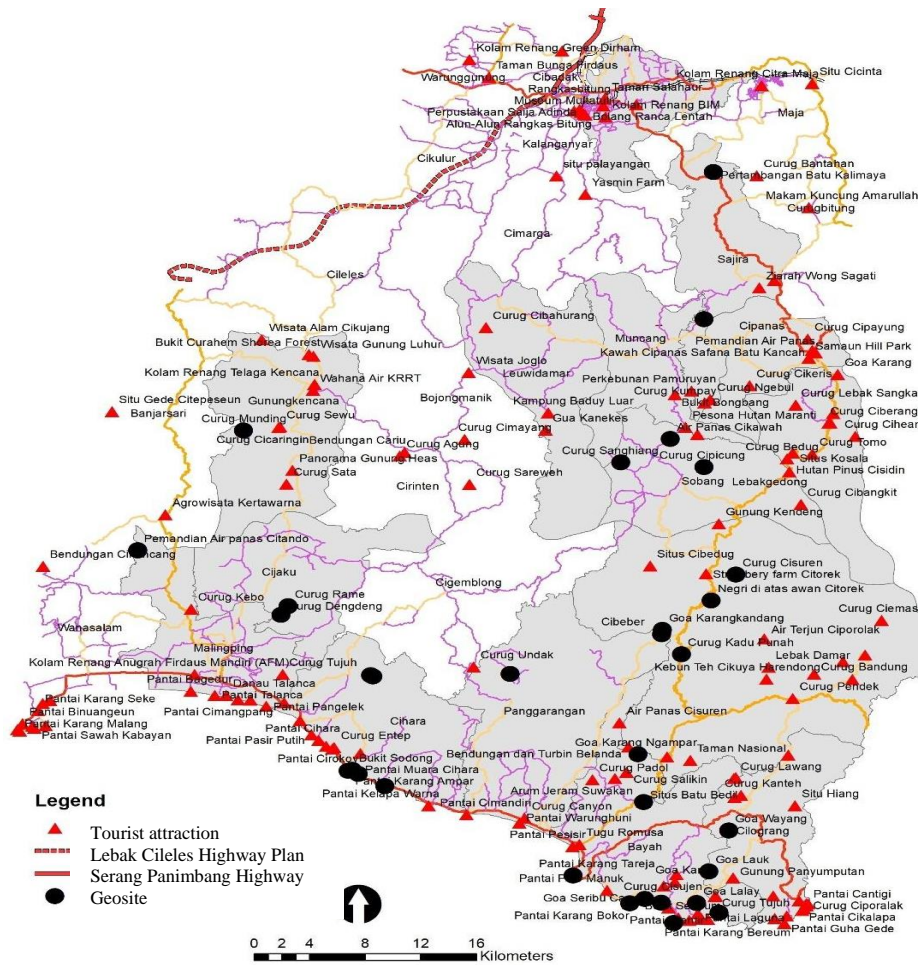 Kolam Renang Green Dirham
Taman Bunga Firdaus
Warunggunung
Cibadak
Rangkasbitung
Taman Salahaur
Kolam Renang Citra Maja
Situ Cicinta
Museum Multatuli
Perpustakaan Saija Adinda
Kolam Renang BIM
Balong Ranca Lentah
Alun-Alun Rangkas Bitung
Maja
Kalanganyar
Cikulur
situ palayangan
Curug Bantahan
Pertambangan Batu Kalimaya
Yasmin Farm
Makam Kuncung Amarullah
Curugbitung
Cimarga
Sajira
Cileles
Ziarah Wong Sagati
Curug Cibahurang
Wisata Alam Cikujang
Bukit Curahem Shorea Forest
Wisata Gunung Luhur
Muncang
Cipanas
Curug Cipayung
Pemandian Air Panas
Samaun Hill Park
Kawah Cipanas
Safana Batu Kancah
Goa Karang
Kolam Renang Telaga Kencana
Wisata Joglo
Leuwidamar
Wahana Air KRRT
Perkebunan Pamuruyan
Curug Cikeris
Situ Gede Citepeseun
Gunungkencana
Bojongmanik
Kampung Baduy Luar
Curug Kumpay
Curug Ngebul
Curug Lebak Sangka
Bukit Bongbang
Banjarsari
Curug Munding
Curug Sewu
Curug Cimayang
Gua Kanekes
Pesona Hutan Maranti
Curug Ciberang
Air Panas Cikawah
Curug Cihear
Curug Cicaringin
Bendungan Cariu
Curug Agung
Curug Sanghiang
Curug Cipicung
Curug Bedug
Curug Tomo
Panorama Gunung Heas
Situs Kosala
Curug Sata
Curug Sareweh
Sobang
Lebakgedong
Hutan Pinus Cisidin
Cirinten
Curug Cibangkit
Agrowisata Kertawarna
Gunung Kendeng
Pemandian Air panas Citando
Situs Cibedug
Curug Cisuren
Cijaku
Cigemblong
Negri di atas awan Citorek
Curug Rame
Curug Kebo
Curug Dengdeng
Cibeber
Goa Karangkandang
Curug Ciemas
Wanasalam
Air Terjun Ciporolak
Curug Kadu Punah
Malingping
Lebak Damar
Kolam Renang Anugrah Firdaus Mandiri (AFM)
Curug Tujuh
Curug Undak
Kebun Teh Cikuya
Harendong
Curug Bandung
Pantai Bagedur
Danau Talanca
Curug Pendek
Pantai Karang Seke
Pantai Talanca
Pantai Binuangeun
Pantai Cimangpang
Pantai Pangelek
Panggarangan
Pantai Karang Malang
Cihara
Air Panas Cisuren
Pantai Sawah Kabayan
Pantai Cihara
Pantai Pasir Putih
Curug Entep
Goa Karang Ngampar
Pantai Cirokoy
Bukit Sodong
Bendungan dan Turbin Belanda
Taman Nasional
Pantai Muara Cihara
Curug Padol
Curug Lawang
Pantai Karang Ampar
Curug Salikin
Pantai Kelapa Warna
Arum Jeram Suwakan
Curug Kanteh
Situs Batu Bedil
Situ Hiang
Pantai Cimandiri
Curug Canyon
Pantai Warunghuni
Goa Wayang
Pantai Pesisir
Tugu Romusa
Cilograng
Bayah
Pantai Karang Tareja
Goa Lauk
Manuk
Gunung Panyumputan
Goa Lalay
Pantai Cantigi
Curug Cisujen
Curug Tujuh
Curug Ciporalak
Pantai Karang Bokor
Pantai Laguna
Pantai Cikalapa
Pantai Karang Bereum
Pantai Guha Gede
Legend
Tourist attraction
Lebak Cileles Highway Plan
Serang Panimbang Highway
Geosite
0 2 4 8 12 16
Kilometers